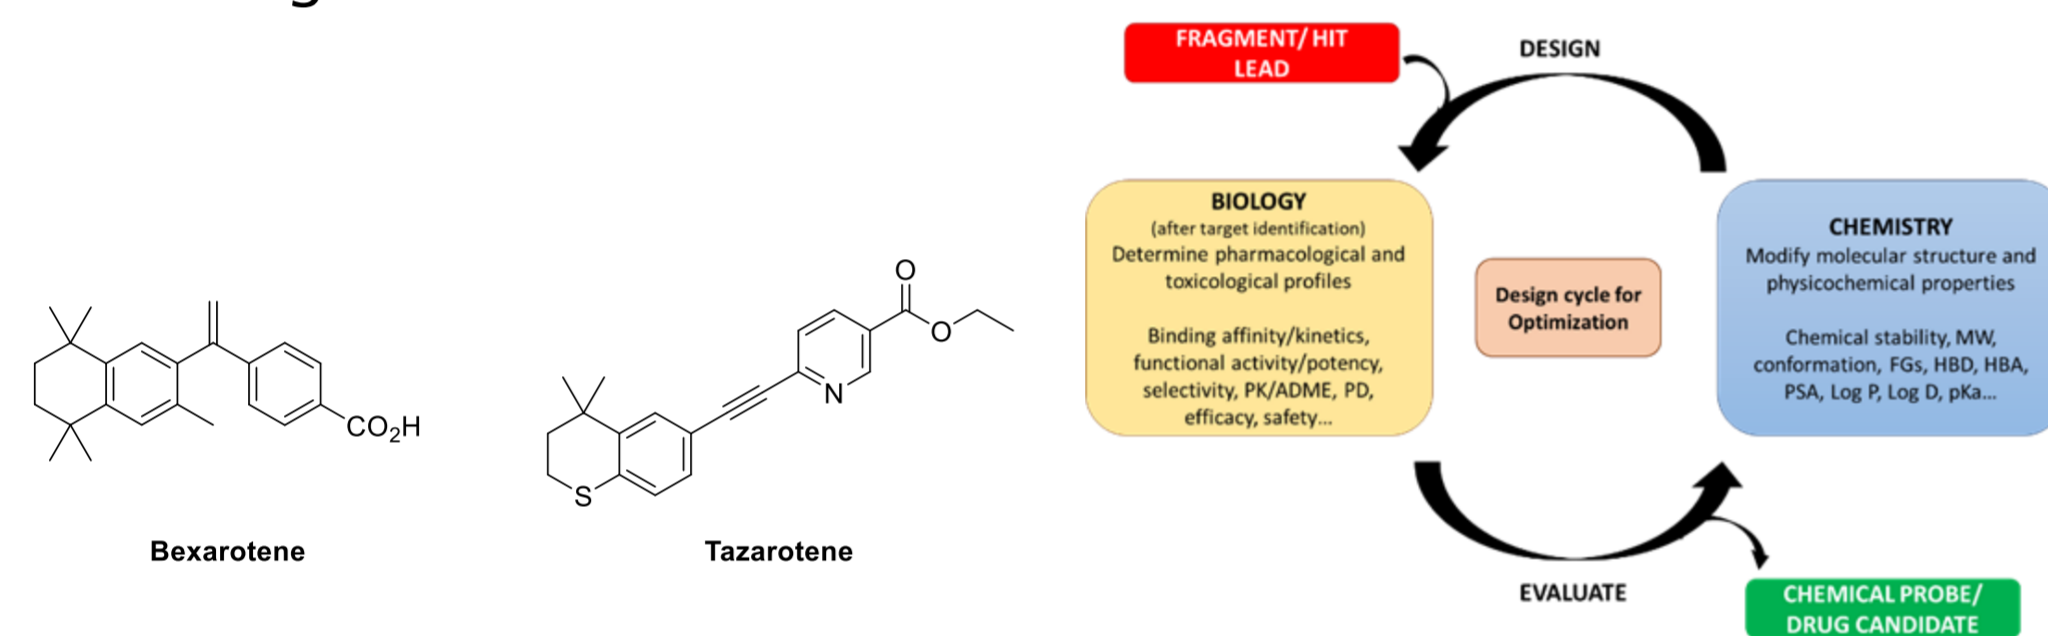 CO2H
Bexarotene
O
O
N
S
Tazarotene
FRAGMENT/ HIT
LEAD
DESIGN
BIOLOGY
(after target identification)
Determine pharmacological and
toxicological profiles
Binding affinity/kinetics,
functional activity/potency,
selectivity, PK/ADME, PD,
efficacy, safety...
Design cycle for
Optimization
CHEMISTRY
Modify molecular structure and
physicochemical properties
Chemical stability, MW,
conformation, FGs, HBD, HBA,
PSA, Log P, Log D, pKa...
EVALUATE
CHEMICAL PROBE/
DRUG CANDIDATE